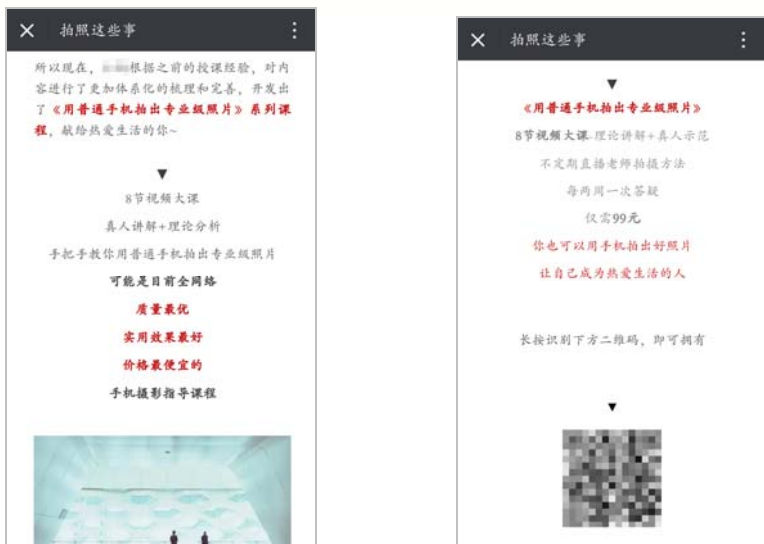 拍照这些事
所以现在，根据之前的授课经验，对内
容进行了更加体系化的梳理和完善，开发出
了《用普通手机拍出专业级照片》系列课
程，献给热爱生活的你~
8节视频大课
真人讲解+理论分析
手把手教你用普通手机拍出专业级照片
可能是目前全网络
质量最优
实用效果最好
价格最便宜的
手机摄影指导课程
拍照这些事
《用普通手机拍出专业级照片》
8节视频大课-理论讲解+真人示范
不定期直播老师拍摄方法
每两周一次答疑
仅需99元
你也可以用手机拍出好照片
让自己成为热爱生活的人
长按识别下方二维码，即可拥有